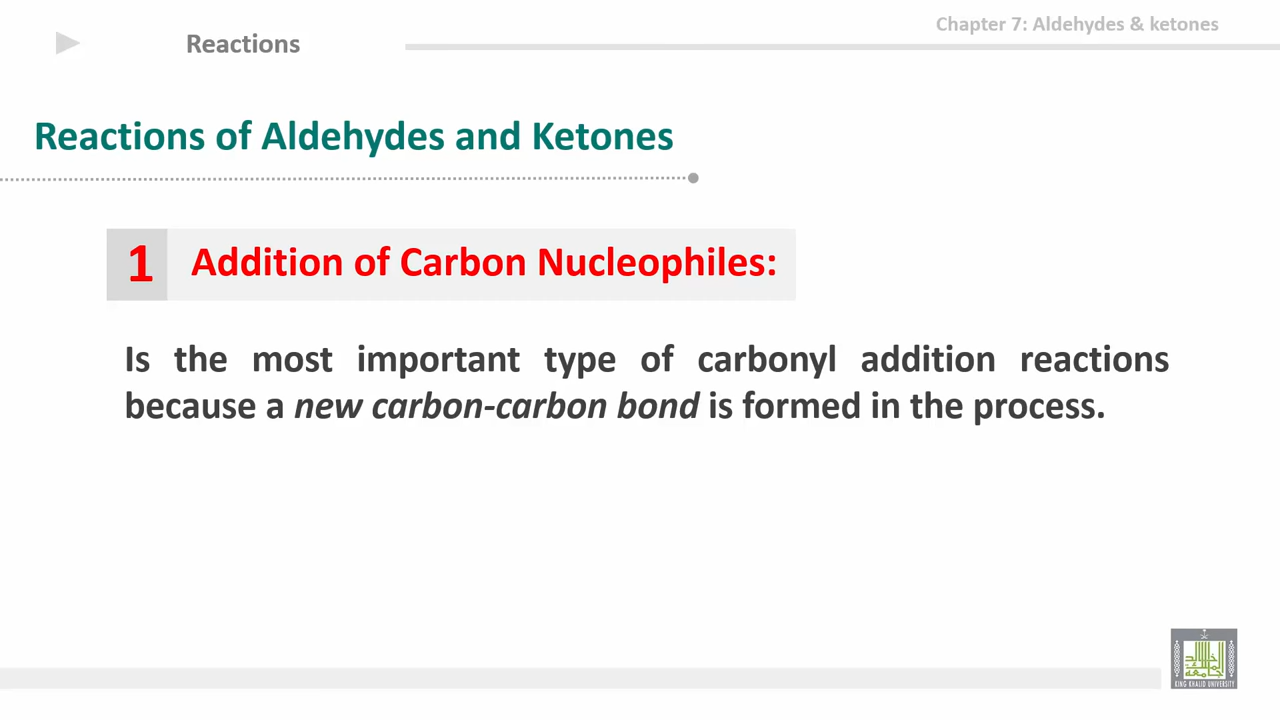 Chapter 7: Aldehydes & ketones
Reactions
Reactions of Aldehydes and Ketones
1 Addition of Carbon Nucleophiles:
Is the most important type of carbonyl addition reactions
because a new carbon-carbon bond is formed in the process.
KING KHALID UNIVERSITY